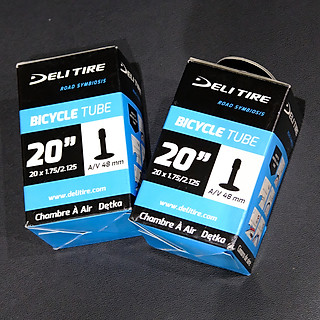 DELI TIRE
ROAD SYMBIOSIS
BICYCLE TUBE
20”
20 x 1.75/2.125
A/V 48 mm
www.delitire.com
Chambre À Air Dętka
DELI TIRE
ROAD SYMBIOSIS
BICYCLE TUBE
20”
20 x 1.75/2.125
A/V 48 mm
www.delitire.com
Chambre À Air Dętka